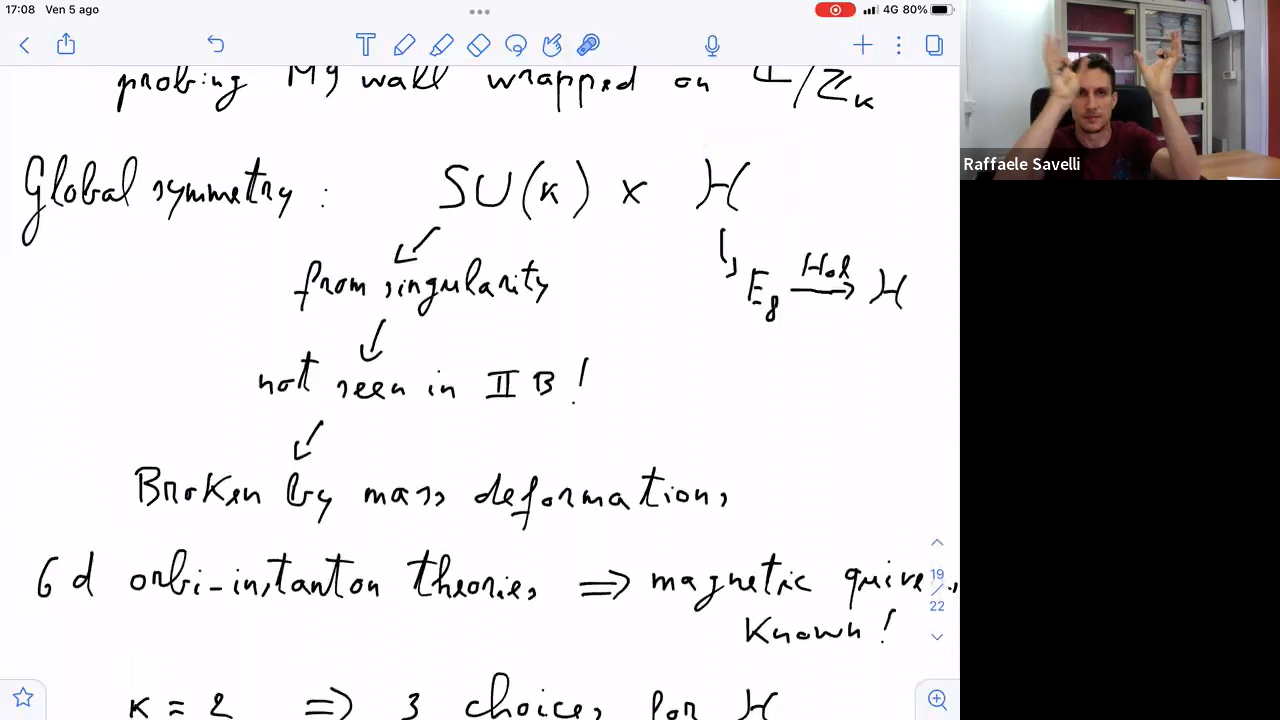 17:08 Ven 5 ago
4G 80%
T
probing M9 wall wrapped on ℂ/ℤ_K
Raffaele Savelli
Global symmetry : SU(K) x H
from singularity
E_8 Hol → H
not seen in II B !
Broken by mass deformations
6d orbi-instanton theories ⟹ magnetic quivers
19
22
Known !
K = 2 ⟹ 3 choices for H